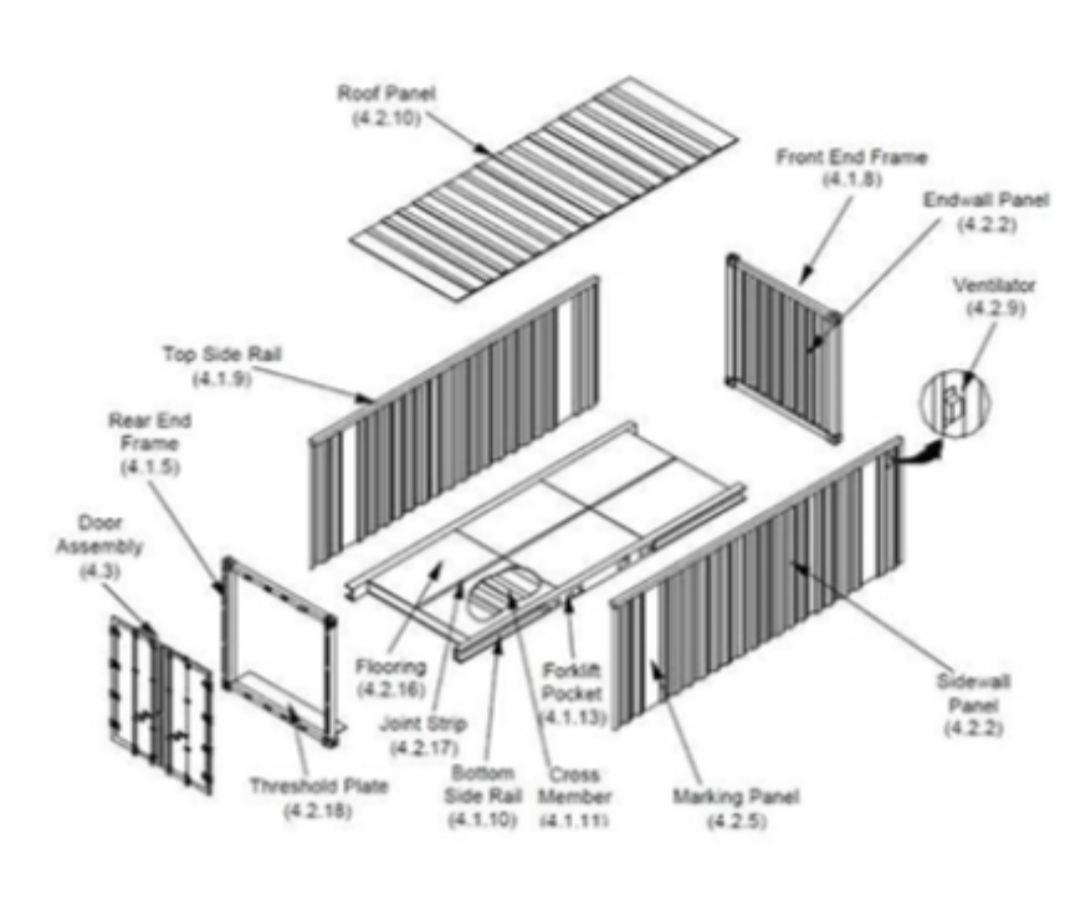 Roof Panel
(4.2.10)
Front End Frame
(4.1.8)
Endwall Panel
(4.2.2)
Ventilator
(4.2.9)
Top Side Rail
(4.1.9)
Rear End
Frame
(4.1.5)
Door
Assembly
(4.3)
Flooring
(4.2.16)
Joint Strip
(4.2.17)
Forklift
Pocket
(4.1.13)
Sidewall
Panel
(4.2.2)
Threshold Plate
(4.2.18)
Bottom
Side Rail
(4.1.10)
Cross
Member
(4.1.11)
Marking Panel
(4.2.5)